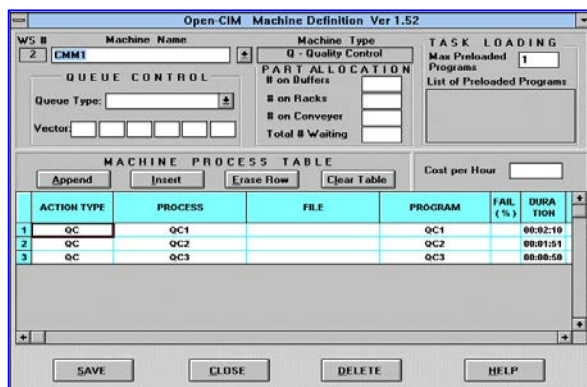 Open-CIM Machine Definition Ver 1.52
WS # Machine Name
2 CMM1
Machine Type
Q - Quality Control
TASK LOADING
Max Preloaded Programs 1
List of Preloaded Programs
QUEUE CONTROL
Queue Type:
Vector:
PART ALLOCATION
# on Buffers
# on Racks
# on Conveyer
Total # Waiting
MACHINE PROCESS TABLE
Append Insert Erase Row Clear Table
Cost per Hour
ACTION TYPE PROCESS FILE PROGRAM FAIL (%) DURA TION
1 QC QC1 QC1 00:02:10
2 QC QC2 QC2 00:01:51
3 QC QC3 QC3 00:00:50
SAVE CLOSE DELETE HELP